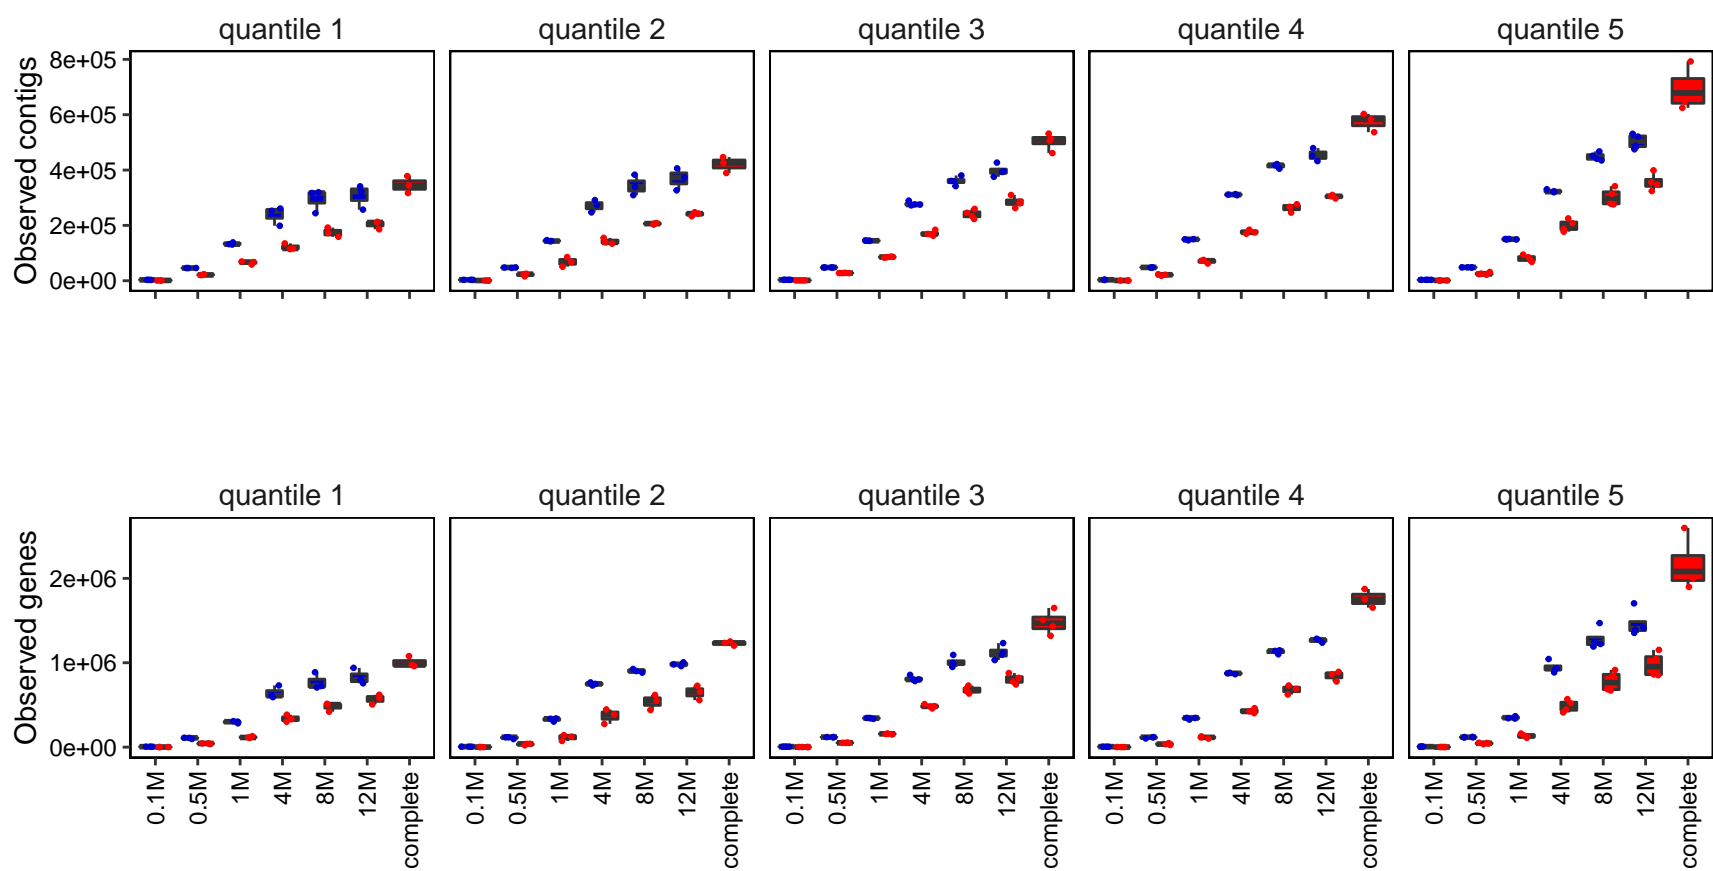 quantile 1 quantile 2 quantile 3 quantile 4 quantile 5
Observed contigs
8e+05
6e+05
4e+05
2e+05
0e+00
quantile 1 quantile 2 quantile 3 quantile 4 quantile 5
Observed genes
2e+06
1e+06
0e+00
0.1M 0.5M 1M 4M 8M 12M complete 0.1M 0.5M 1M 4M 8M 12M complete 0.1M 0.5M 1M 4M 8M 12M complete 0.1M 0.5M 1M 4M 8M 12M complete 0.1M 0.5M 1M 4M 8M 12M complete